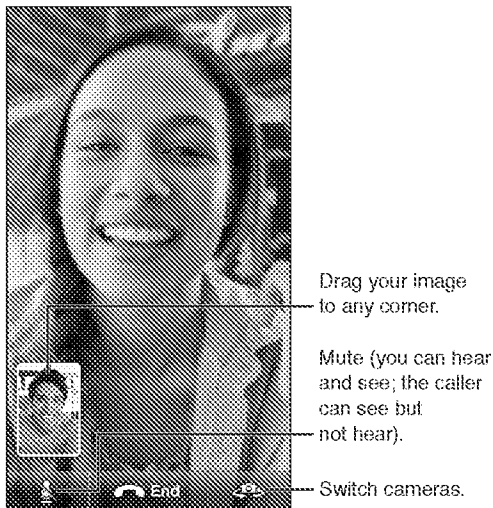 Drag your image
to any corner.
Mute (you can hear
and see; the caller
can see but
not hear).
End
Switch cameras.